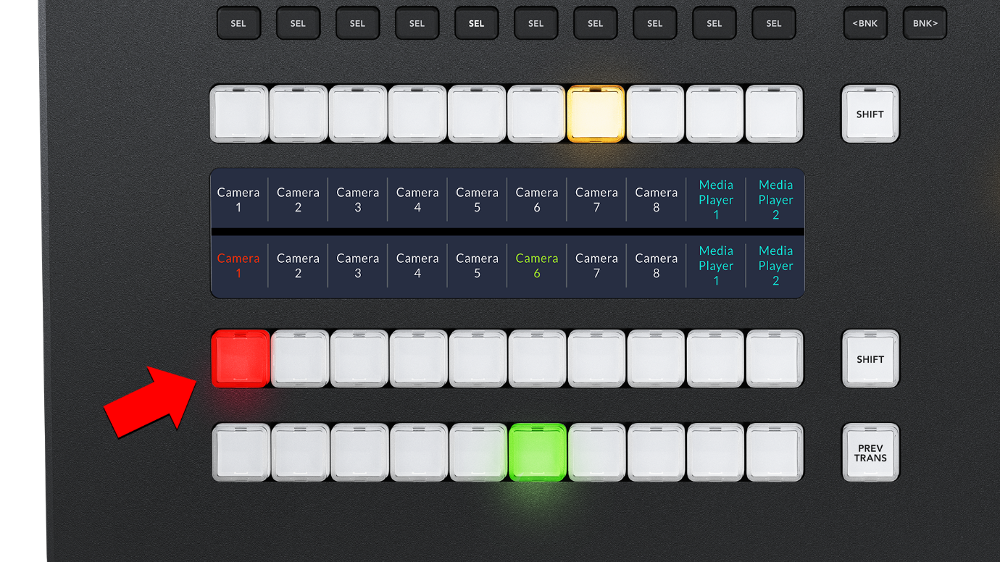 SEL SEL SEL SEL SEL SEL SEL SEL SEL SEL <BNK BNK>
SHIFT
Camera Camera Camera Camera Camera Camera Camera Camera Media Media
1 2 3 4 5 6 7 8 Player Player
1 2
Camera Camera Camera Camera Camera Camera Camera Camera Media Media
1 2 3 4 5 6 7 8 Player Player
1 2
SHIFT
PREV
TRANS